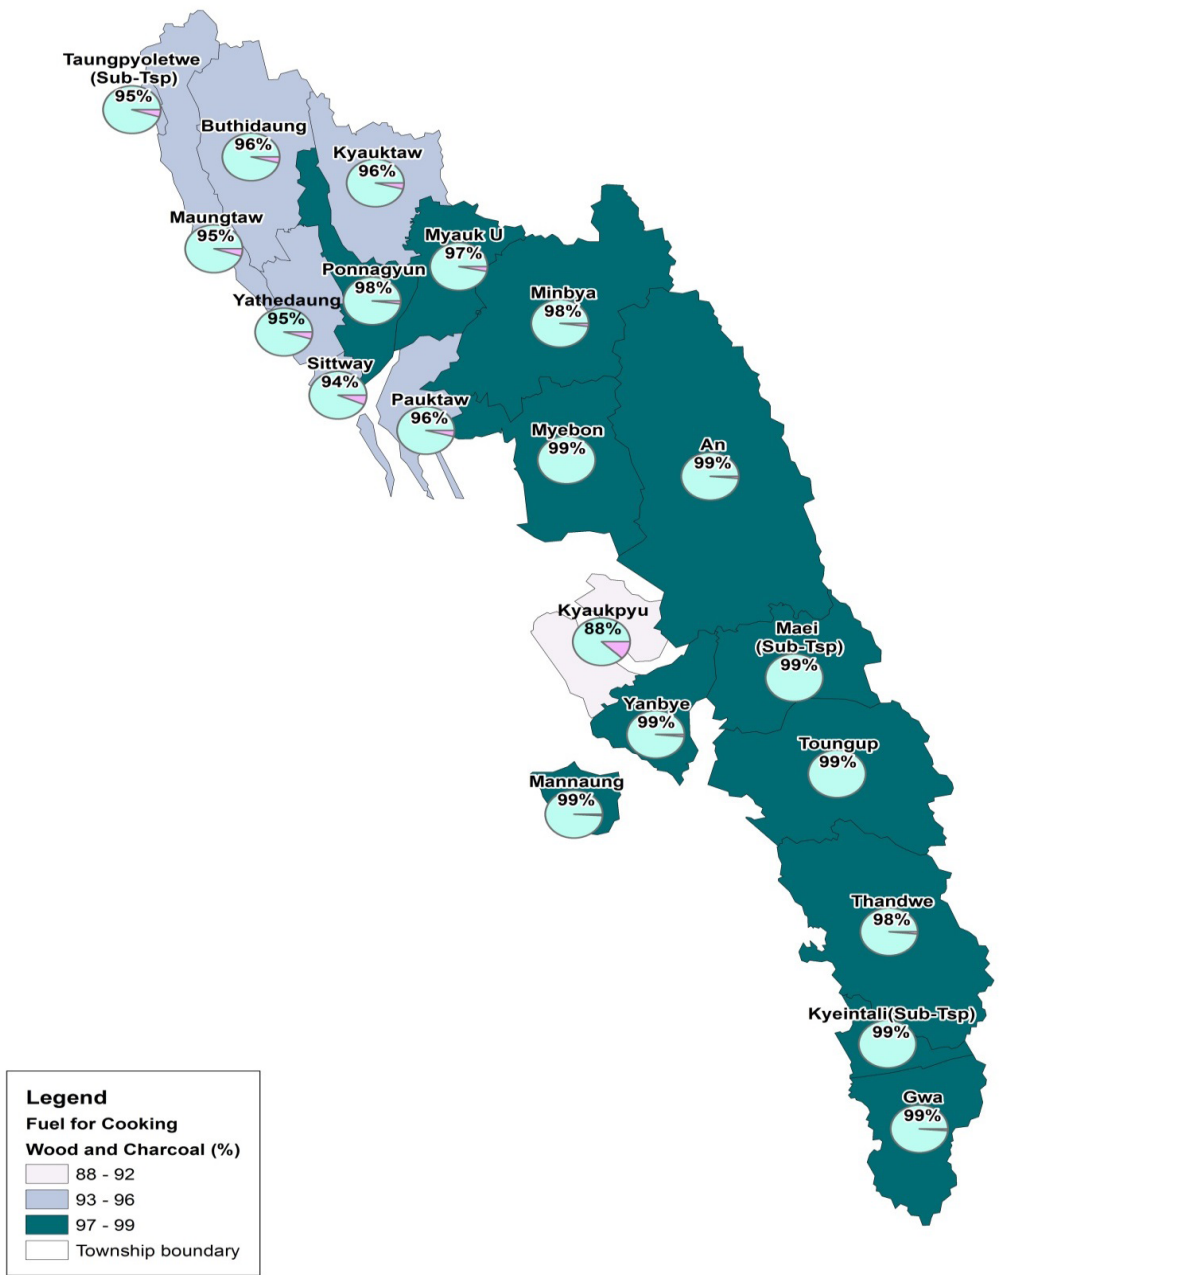 Taungpyoletwe
(Sub-Tsp)
95%
Buthidaung
96%
Kyauktaw
96%
Maungtaw
95%
Myauk U
97%
Ponnagyun
98%
Minbya
98%
Yathedaung
95%
Sittway
94%
Pauktaw
96%
Myebon
99%
An
99%
Kyaukpyu
88%
Maei
(Sub-Tsp)
99%
Yanbye
99%
Toungup
99%
Mannaung
99%
Thandwe
98%
Kyeintali(Sub-Tsp)
99%
Gwa
99%
Legend
Fuel for Cooking
Wood and Charcoal (%)
88 - 92
93 - 96
97 - 99
Township boundary